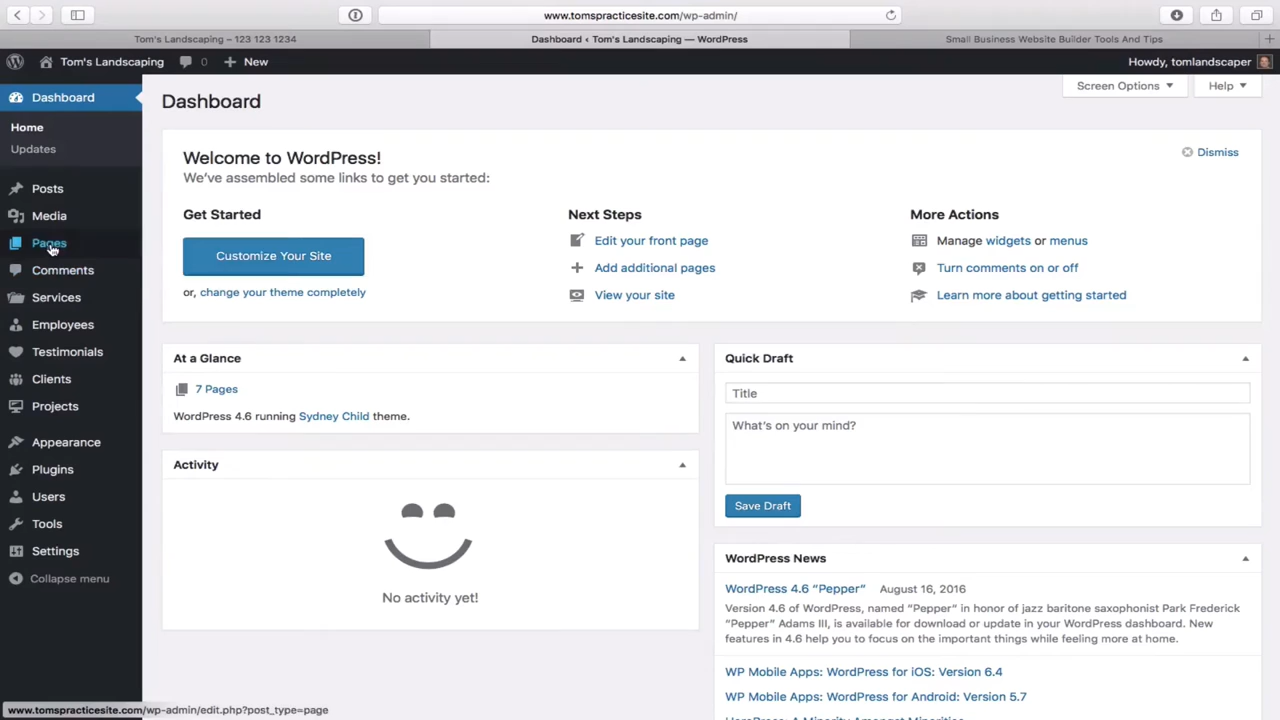 www.tomspracticesite.com/wp-admin/
Tom's Landscaping – 123 123 1234
Dashboard ‹ Tom's Landscaping — WordPress
Small Business Website Builder Tools And Tips
Tom's Landscaping
0
New
Howdy, tomlandscaper
Dashboard
Home
Updates
Posts
Media
Pages
Comments
Services
Employees
Testimonials
Clients
Projects
Appearance
Plugins
Users
Tools
Settings
Collapse menu
Screen Options
Help
Dashboard
Welcome to WordPress!
We've assembled some links to get you started:
Dismiss
Get Started
Customize Your Site
or, change your theme completely
Next Steps
Edit your front page
Add additional pages
View your site
More Actions
Manage widgets or menus
Turn comments on or off
Learn more about getting started
At a Glance
7 Pages
WordPress 4.6 running Sydney Child theme.
Activity
No activity yet!
Quick Draft
Title
What's on your mind?
Save Draft
WordPress News
WordPress 4.6 “Pepper” August 16, 2016
Version 4.6 of WordPress, named “Pepper” in honor of jazz baritone saxophonist Park Frederick
“Pepper” Adams III, is available for download or update in your WordPress dashboard. New
features in 4.6 help you to focus on the important things while feeling more at home.
WP Mobile Apps: WordPress for iOS: Version 6.4
WP Mobile Apps: WordPress for Android: Version 5.7
www.tomspracticesite.com/wp-admin/edit.php?post_type=page